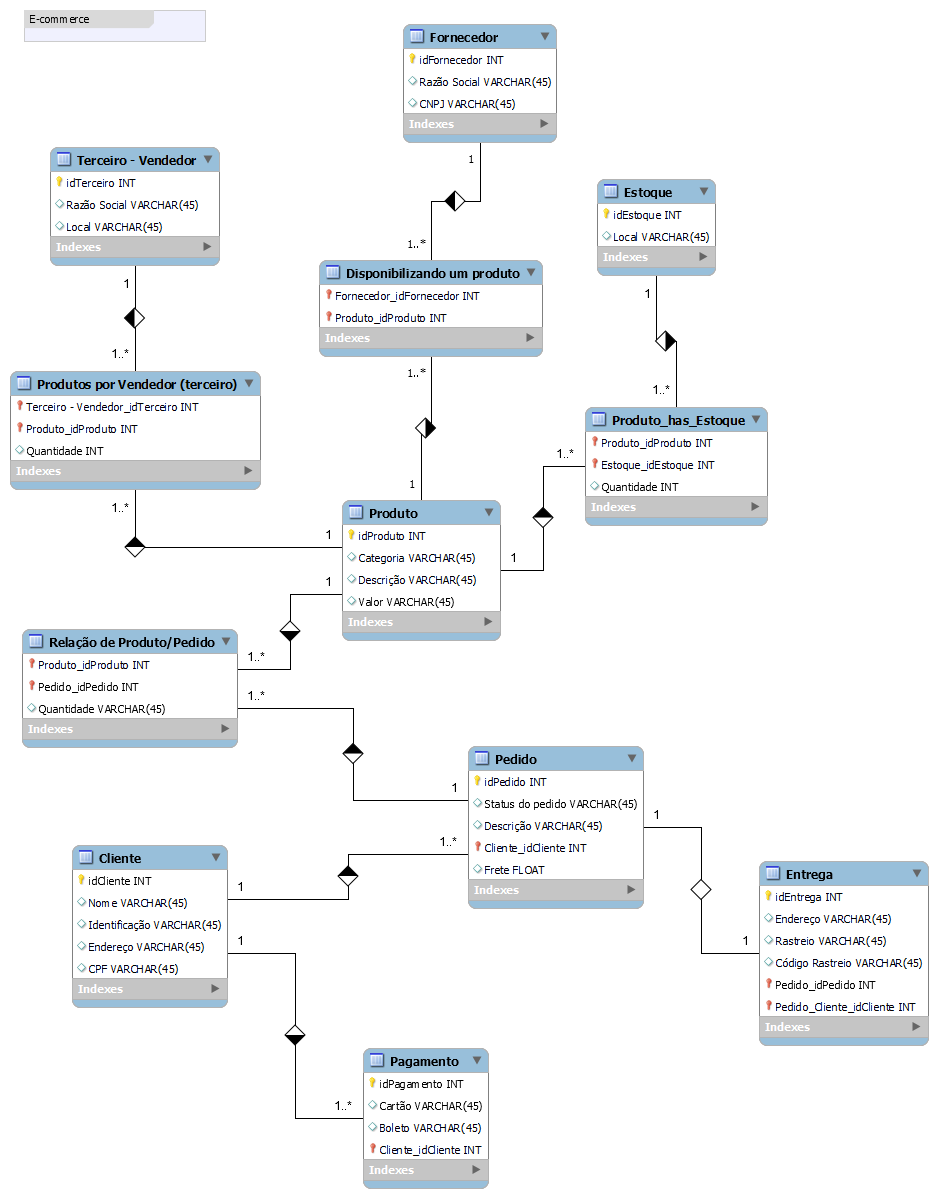 E-commerce
Fornecedor
idFornecedor INT
Razão Social VARCHAR(45)
CNPJ VARCHAR(45)
Indexes
1
1..*
Terceiro - Vendedor
idTerceiro INT
Razão Social VARCHAR(45)
Local VARCHAR(45)
Indexes
1
1..*
Estoque
idEstoque INT
Local VARCHAR(45)
Indexes
1
1..*
Disponibilizando um produto
Fornecedor_idFornecedor INT
Produto_idProduto INT
Indexes
1..*
1
Produtos por Vendedor (terceiro)
Terceiro - Vendedor_idTerceiro INT
Produto_idProduto INT
Quantidade INT
Indexes
1..*
1
Produto_has_Estoque
Produto_idProduto INT
Estoque_idEstoque INT
Quantidade INT
Indexes
1..*
1
Produto
idProduto INT
Categoria VARCHAR(45)
Descrição VARCHAR(45)
Valor VARCHAR(45)
Indexes
1
1..*
Relação de Produto/Pedido
Produto_idProduto INT
Pedido_idPedido INT
Quantidade VARCHAR(45)
Indexes
1..*
1
Pedido
idPedido INT
Status do pedido VARCHAR(45)
Descrição VARCHAR(45)
Cliente_idCliente INT
Frete FLOAT
Indexes
1..*
1
1
1
Cliente
idCliente INT
Nome VARCHAR(45)
Identificação VARCHAR(45)
Endereço VARCHAR(45)
CPF VARCHAR(45)
Indexes
1
1..*
Entrega
idEntrega INT
Endereço VARCHAR(45)
Rastreio VARCHAR(45)
Código Rastreio VARCHAR(45)
Pedido_idPedido INT
Pedido_Cliente_idCliente INT
Indexes
Pagamento
idPagamento INT
Cartão VARCHAR(45)
Boleto VARCHAR(45)
Cliente_idCliente INT
Indexes